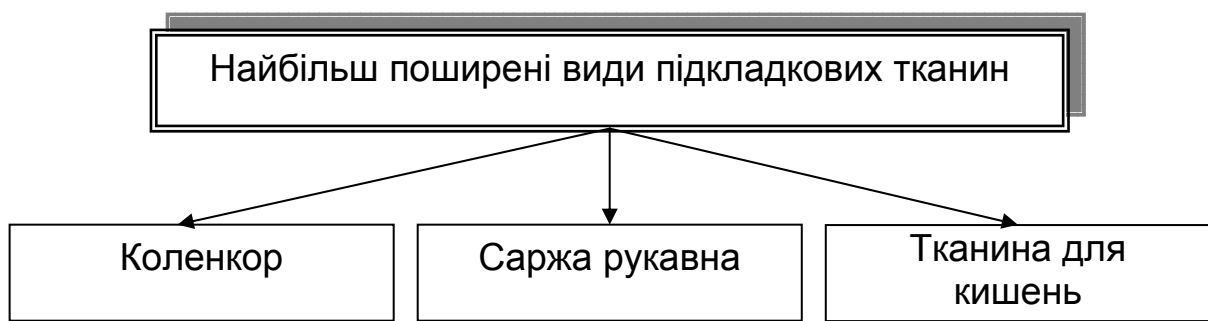 Найбільш поширені види підкладкових тканин
Коленкор
Саржа рукавна
Тканина для
кишень